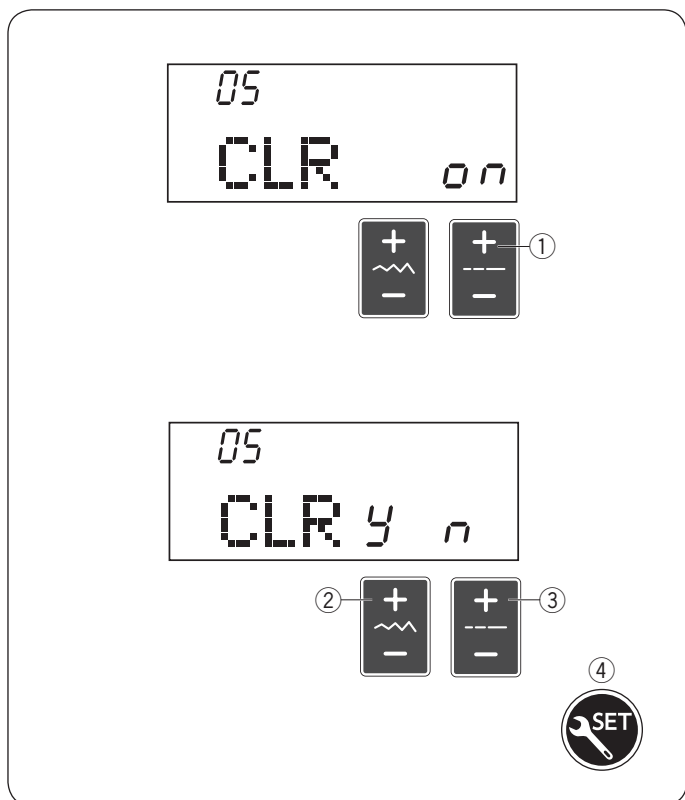 05
CLR on
+ +
- -
①
05
CLR y n
② + + ③
- -
④
SET